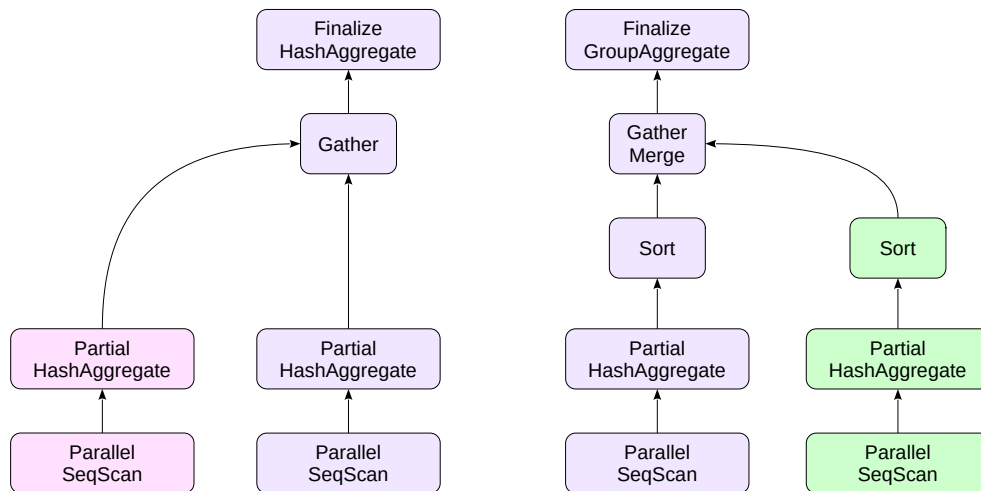 Finalize
HashAggregate
Finalize
GroupAggregate
Gather
Gather
Merge
Sort
Sort
Partial
HashAggregate
Partial
HashAggregate
Partial
HashAggregate
Partial
HashAggregate
Parallel
SeqScan
Parallel
SeqScan
Parallel
SeqScan
Parallel
SeqScan